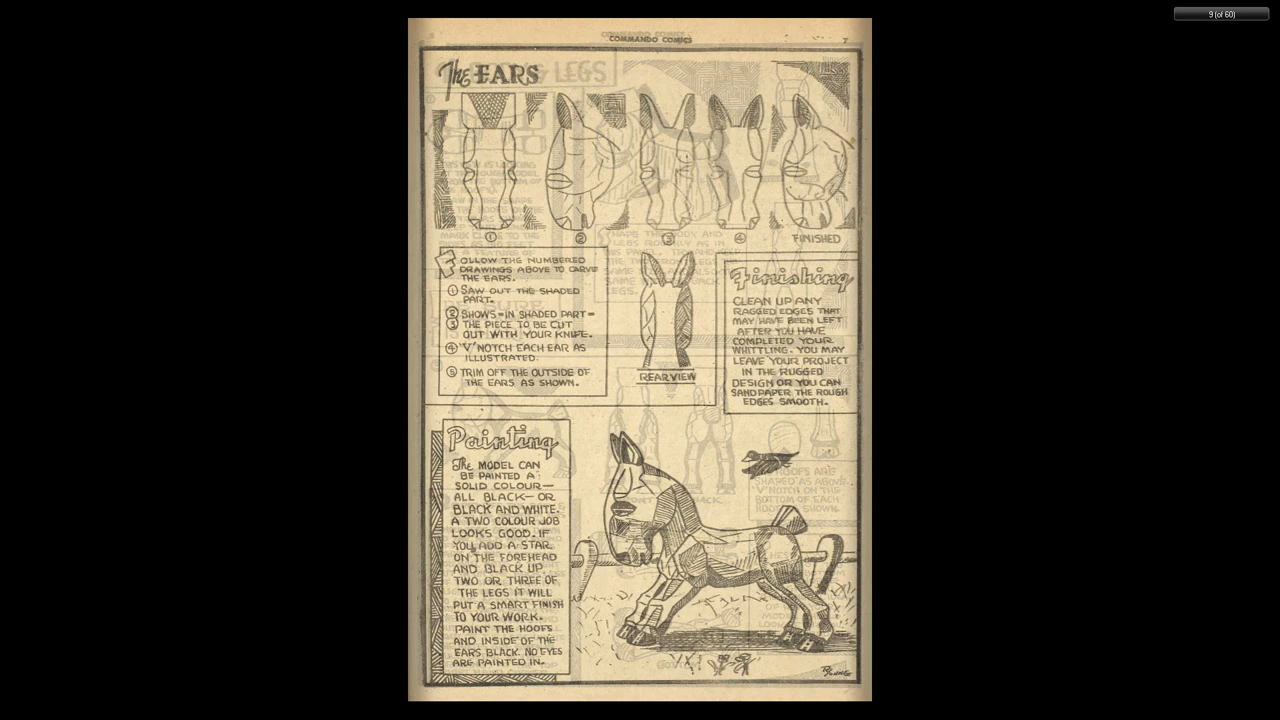 9 (of 60)
COMMANDO COMICS
7
The EARS
1
2
3
4
FINISHED
FOLLOW THE NUMBERED
DRAWINGS ABOVE TO CARVE
THE EARS.
1 SAW OUT THE SHADED
PART.
2 SHOWS-IN SHADED PART-
3 THE PIECE TO BE CUT
OUT WITH YOUR KNIFE.
4 "V" NOTCH EACH EAR AS
ILLUSTRATED.
5 TRIM OFF THE OUTSIDE OF
THE EARS AS SHOWN.
REAR VIEW
Finishing
CLEAN UP ANY
RAGGED EDGES THAT
MAY HAVE BEEN LEFT
AFTER YOU HAVE
COMPLETED YOUR
WHITTLING. YOU MAY
LEAVE YOUR PROJECT
IN THE RUGGED
DESIGN OR YOU CAN
SANDPAPER THE ROUGH
EDGES SMOOTH.
Painting
The MODEL CAN
BE PAINTED A
SOLID COLOUR—
ALL BLACK— OR
BLACK AND WHITE.
A TWO COLOUR JOB
LOOKS GOOD. IF
YOU ADD A STAR
ON THE FOREHEAD
AND BLACK UP
TWO OR THREE OF
THE LEGS IT WILL
PUT A SMART FINISH
TO YOUR WORK.
PAINT THE HOOFS
AND INSIDE OF THE
EARS BLACK. NO EYES
ARE PAINTED IN.